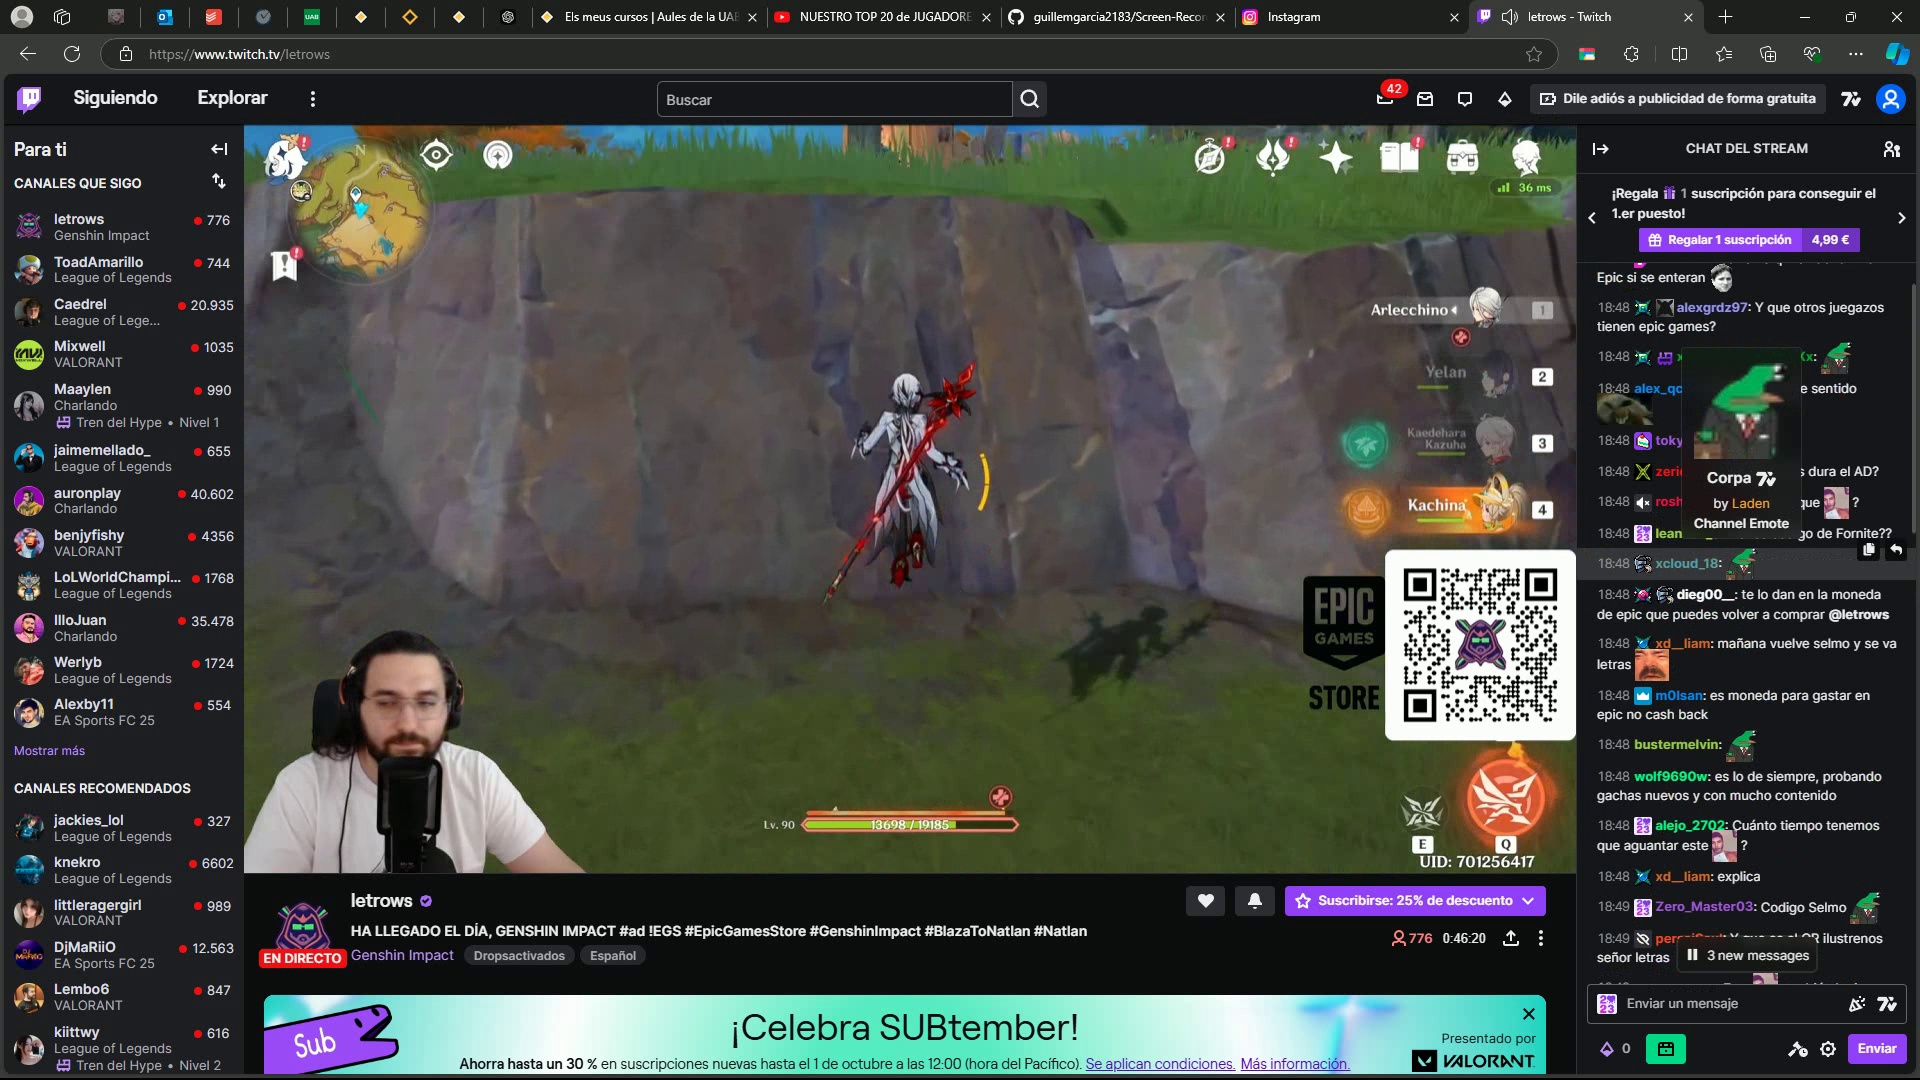 Els meus cursos | Aules de la UAB
NUESTRO TOP 20 de JUGADORE
guillemgarcia2183/Screen-Recor
Instagram
letrows - Twitch
https://www.twitch.tv/letrows
Siguiendo
Explorar
Buscar
42
Dile adiós a publicidad de forma gratuita
Para ti
CANALES QUE SIGO
letrows
776
Genshin Impact
ToadAmarillo
744
League of Legends
Caedrel
20.935
League of Lege...
Mixwell
1035
VALORANT
Maaylen
990
Charlando
Tren del Hype • Nivel 1
jaimemellado_
655
League of Legends
auronplay
40.602
Charlando
benjyfishy
4356
VALORANT
LoLWorldChampi...
1768
League of Legends
IlloJuan
35.478
Charlando
Werlyb
1724
League of Legends
Alexby11
554
EA Sports FC 25
Mostrar más
CANALES RECOMENDADOS
jackies_lol
327
League of Legends
knekro
6602
League of Legends
littleragergirl
989
VALORANT
DjMaRiiO
12.563
EA Sports FC 25
Lembo6
847
VALORANT
kiittwy
616
League of Legends
Tren del Hype • Nivel 2
N
36 ms
Arlecchino
1
Yelan
2
Kaedehara
Kazuha
3
Kachina
4
EPIC
GAMES
STORE
Lv. 90
13698 / 19185
E
Q
UID: 701256417
letrows
HA LLEGADO EL DÍA, GENSHIN IMPACT #ad !EGS #EpicGamesStore #GenshinImpact #BlazaToNatlan #Natlan
EN DIRECTO
Genshin Impact
Dropsactivados
Español
Suscribirse: 25% de descuento
776
0:46:20
Sub
¡Celebra SUBtember!
Ahorra hasta un 30 % en suscripciones nuevas hasta el 1 de octubre a las 12:00 (hora del Pacífico). Se aplican condiciones. Más información.
Presentado por
VALORANT
CHAT DEL STREAM
¡Regala 1 suscripción para conseguir el
1.er puesto!
Regalar 1 suscripción
4,99 €
Epic si se enteran
18:48 alexgrdz97: Y que otros juegazos
tienen epic games?
18:48
18:48 alex_qc
e sentido
18:48 toky
18:48 zeri
s dura el AD?
18:48 rosh
que ?
18:48 lean
go de Fornite??
Corpa
by Laden
Channel Emote
18:48 xcloud_18:
18:48 dieg00__: te lo dan en la moneda
de epic que puedes volver a comprar @letrows
18:48 xd__liam: mañana vuelve selmo y se va
letras
18:48 m0lsan: es moneda para gastar en
epic no cash back
18:48 bustermelvin:
18:48 wolf9690w: es lo de siempre, probando
gachas nuevos y con mucho contenido
18:48 alejo_2702: Cuánto tiempo tenemos
que aguantar este ?
18:48 xd__liam: explica
18:49 Zero_Master03: Codigo Selmo
18:49
QR ilustrenos
señor letras
3 new messages
Enviar un mensaje
0
Enviar